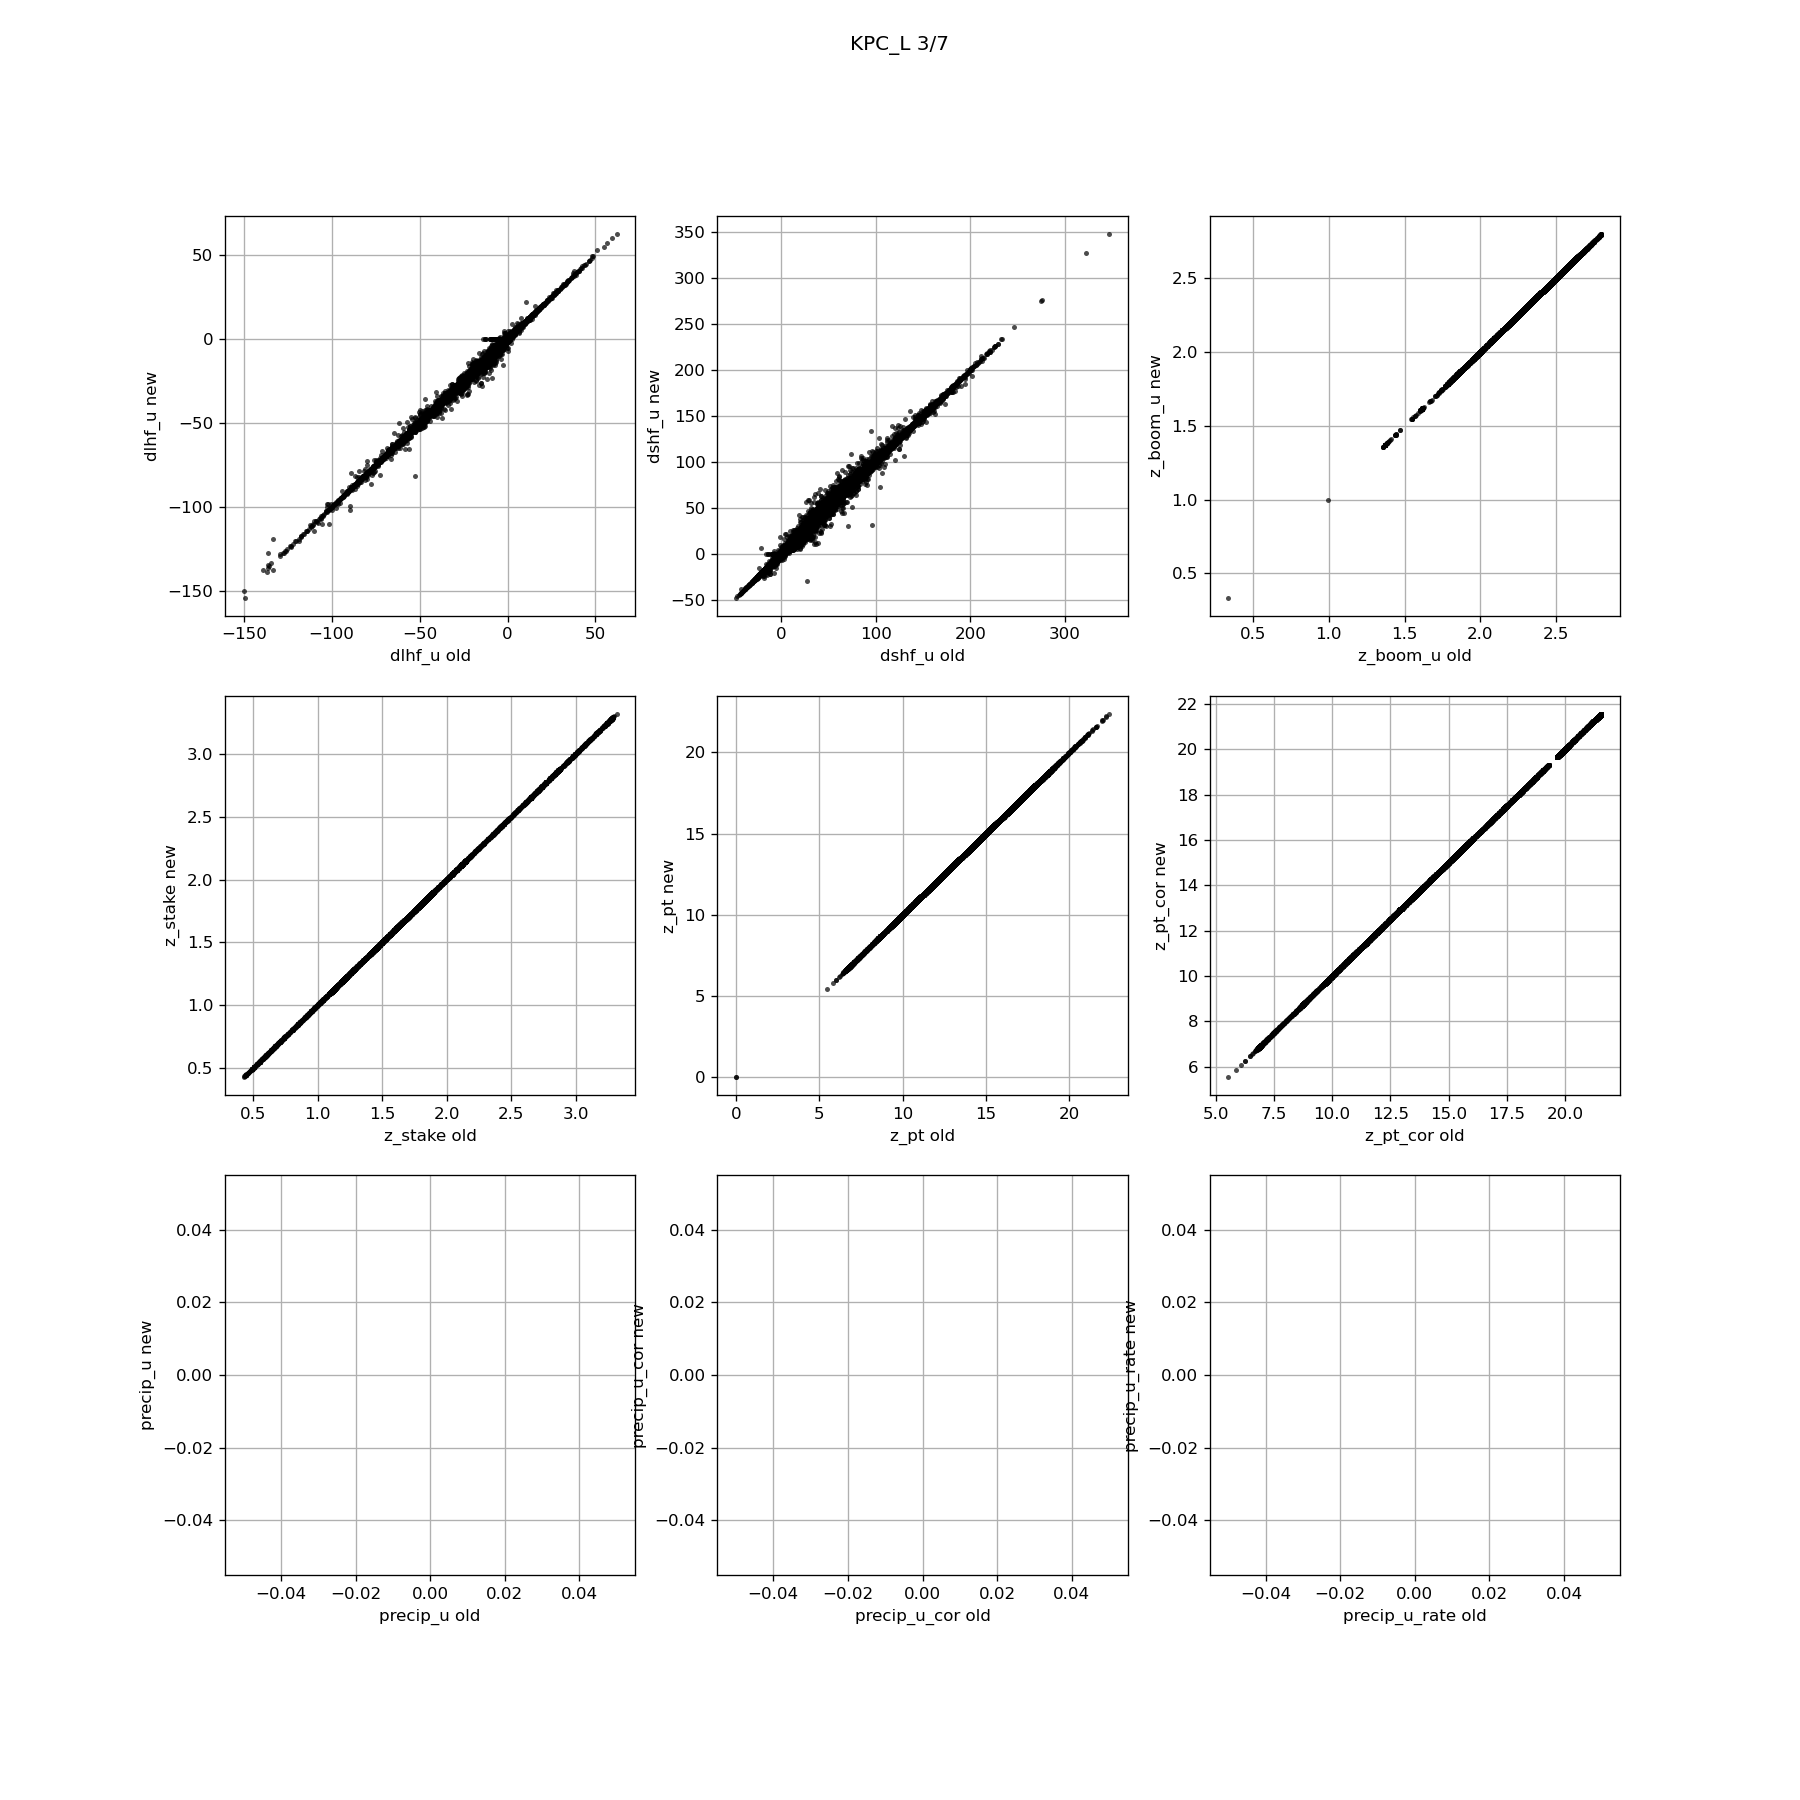 KPC_L 3/7
dlhf_u new
50
0
−50
−100
−150
−150 −100 −50 0 50
dlhf_u old
dshf_u new
350
300
250
200
150
100
50
0
−50
0 100 200 300
dshf_u old
z_boom_u new
2.5
2.0
1.5
1.0
0.5
0.5 1.0 1.5 2.0 2.5
z_boom_u old
z_stake new
3.0
2.5
2.0
1.5
1.0
0.5
0.5 1.0 1.5 2.0 2.5 3.0
z_stake old
z_pt new
20
15
10
5
0
0 5 10 15 20
z_pt old
z_pt_cor new
22
20
18
16
14
12
10
8
6
5.0 7.5 10.0 12.5 15.0 17.5 20.0
z_pt_cor old
precip_u new
0.04
0.02
0.00
−0.02
−0.04
−0.04 −0.02 0.00 0.02 0.04
precip_u old
precip_u_cor new
0.04
0.02
0.00
−0.02
−0.04
−0.04 −0.02 0.00 0.02 0.04
precip_u_cor old
precip_u_rate new
0.04
0.02
0.00
−0.02
−0.04
−0.04 −0.02 0.00 0.02 0.04
precip_u_rate old